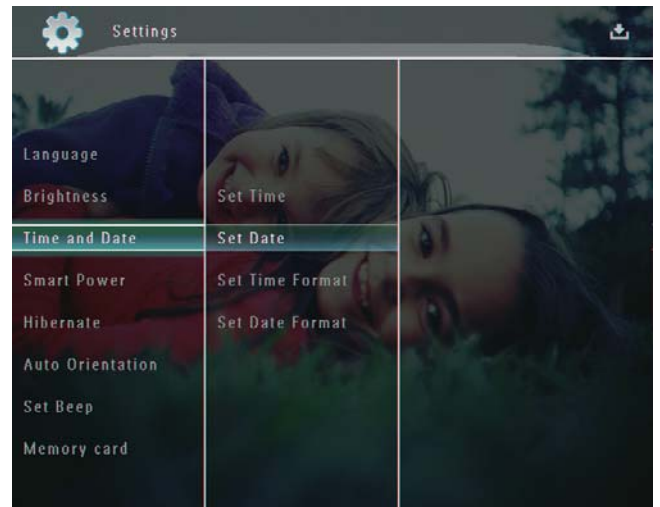 Settings
Language
Brightness
Time and Date
Smart Power
Hibernate
Auto Orientation
Set Beep
Memory card
Set Time
Set Date
Set Time Format
Set Date Format